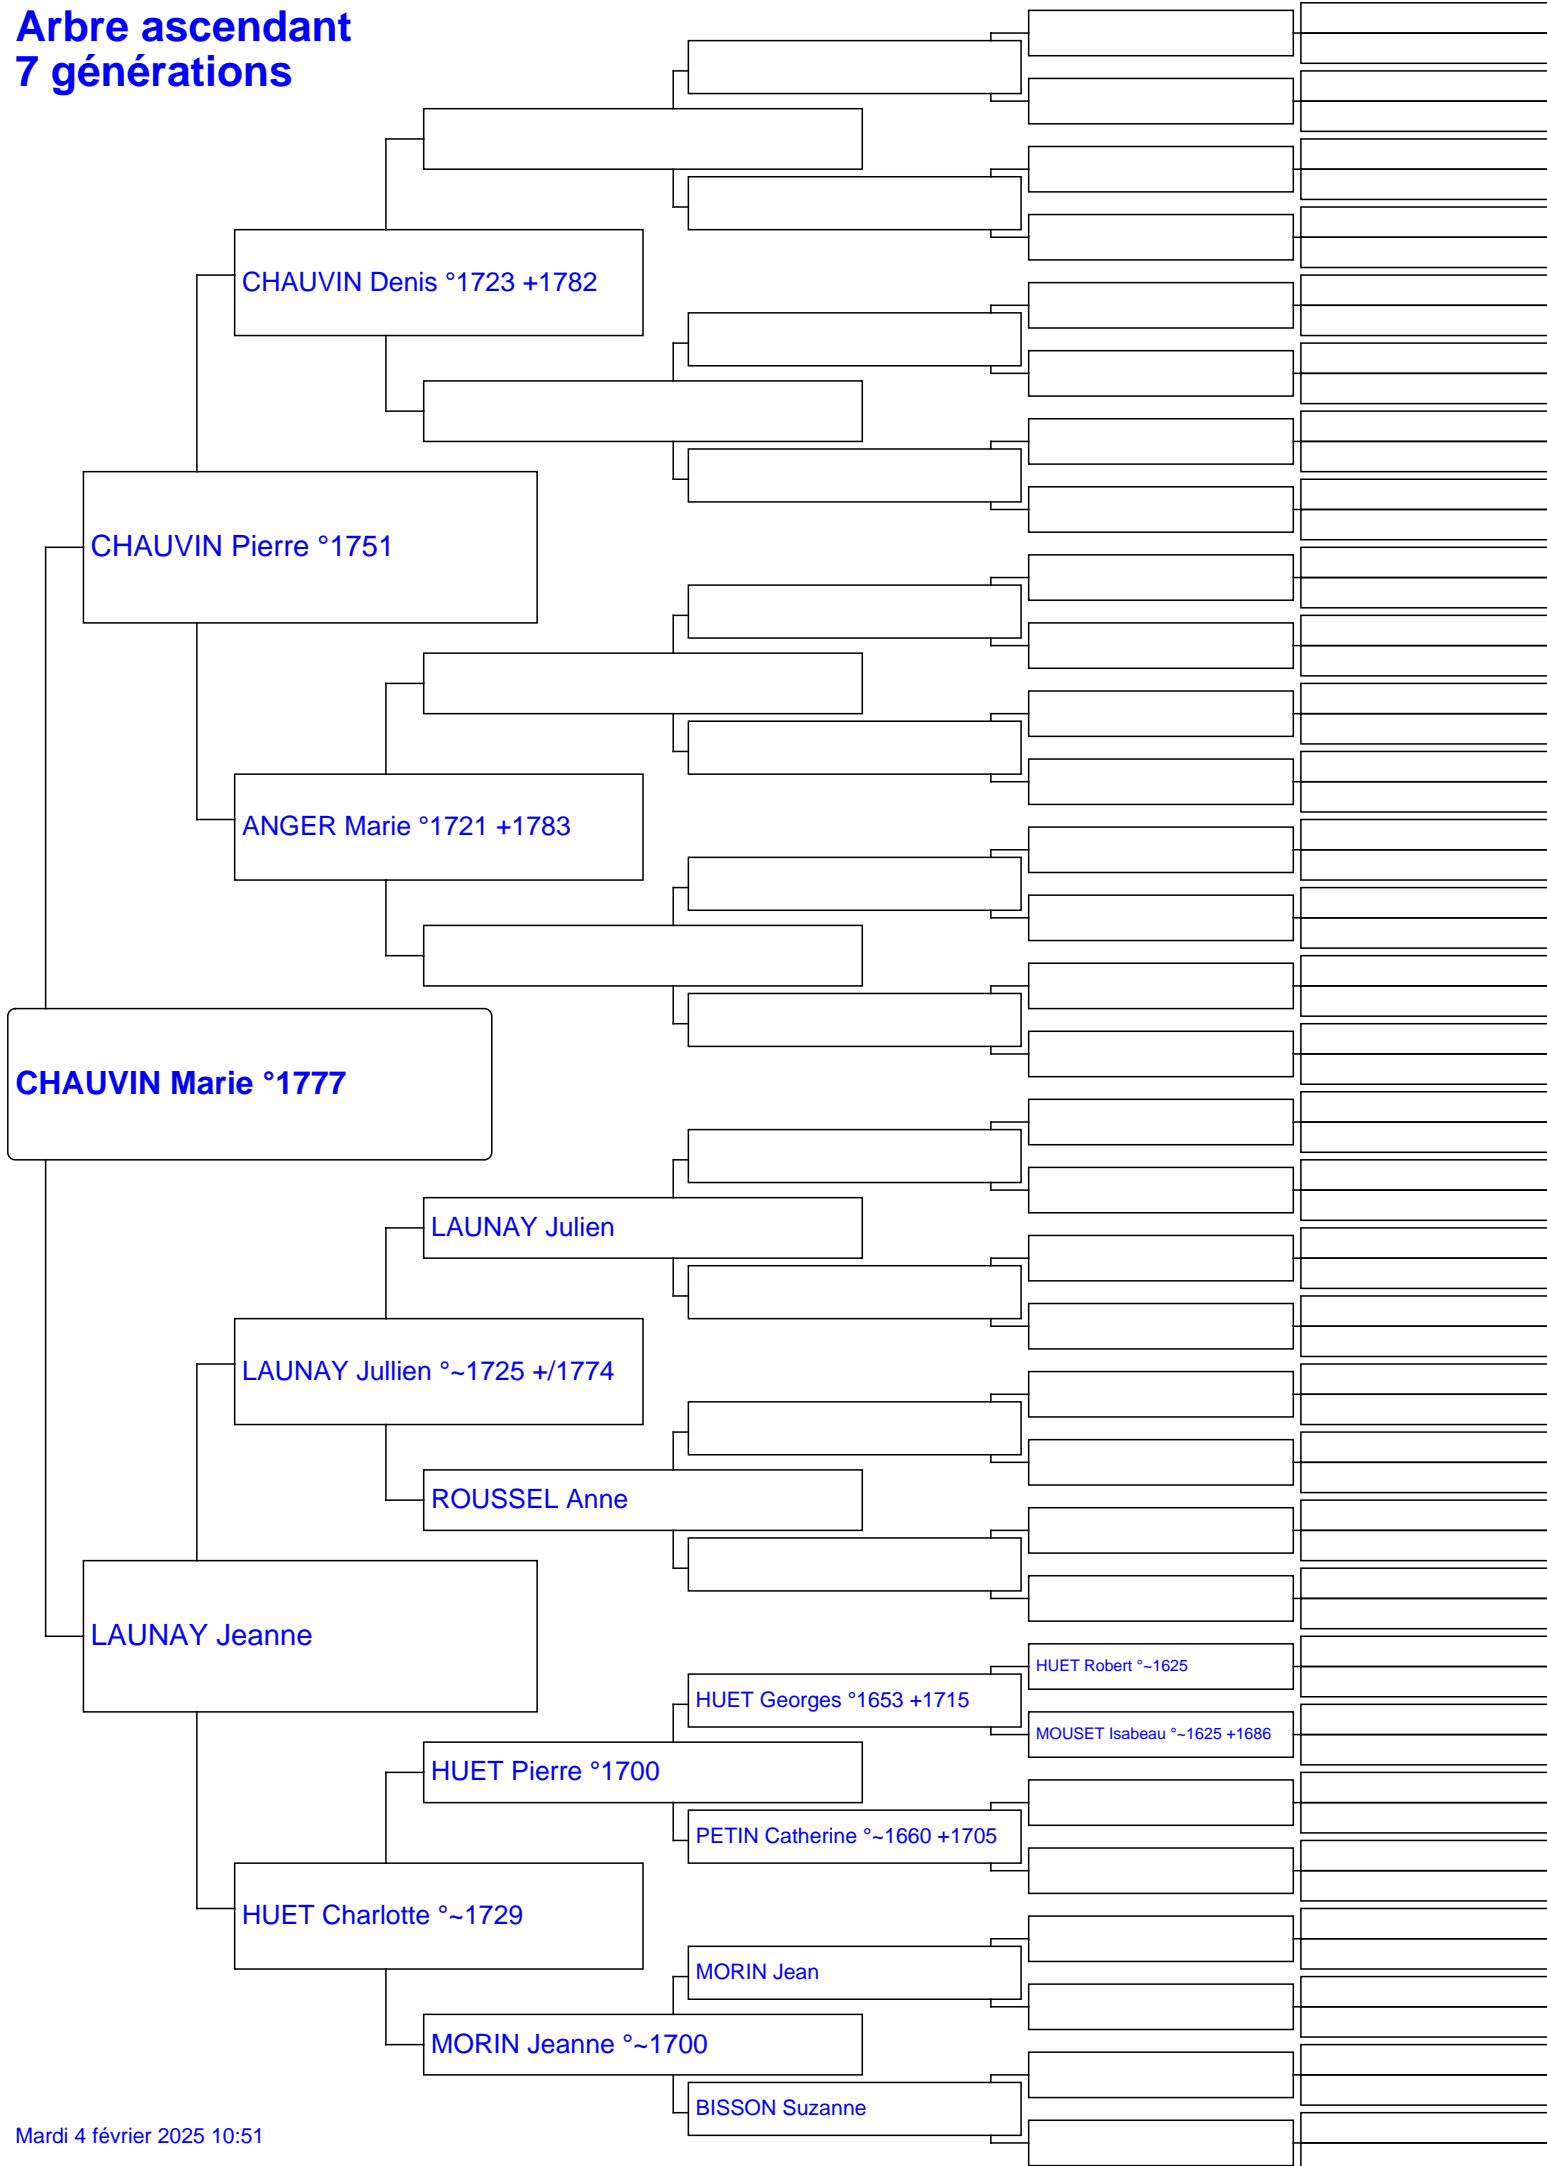 Arbre ascendant
7 générations
CHAUVIN Denis °1723 +1782
CHAUVIN Pierre °1751
ANGER Marie °1721 +1783
CHAUVIN Marie °1777
LAUNAY Julien
LAUNAY Jullien °~1725 +/1774
ROUSSEL Anne
LAUNAY Jeanne
HUET Robert °~1625
HUET Georges °1653 +1715
MOUSET Isabeau °~1625 +1686
HUET Pierre °1700
PETIN Catherine °~1660 +1705
HUET Charlotte °~1729
MORIN Jean
MORIN Jeanne °~1700
BISSON Suzanne
Mardi 4 février 2025 10:51